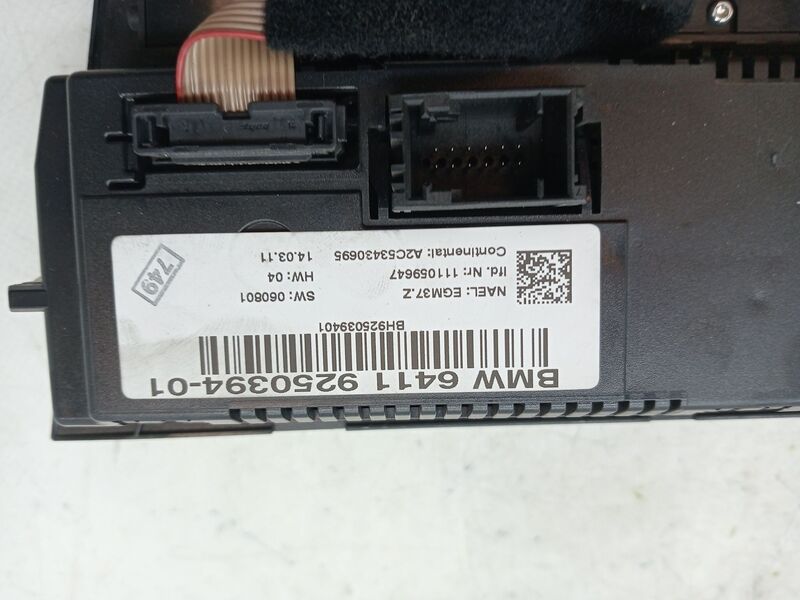 BMW 6411 9250394-01
BH925039401
NAEL: EGM37.Z
lfd. Nr: 111059647
Continental: A2C53430695
SW: 060801
HW: 04
14.03.11
749